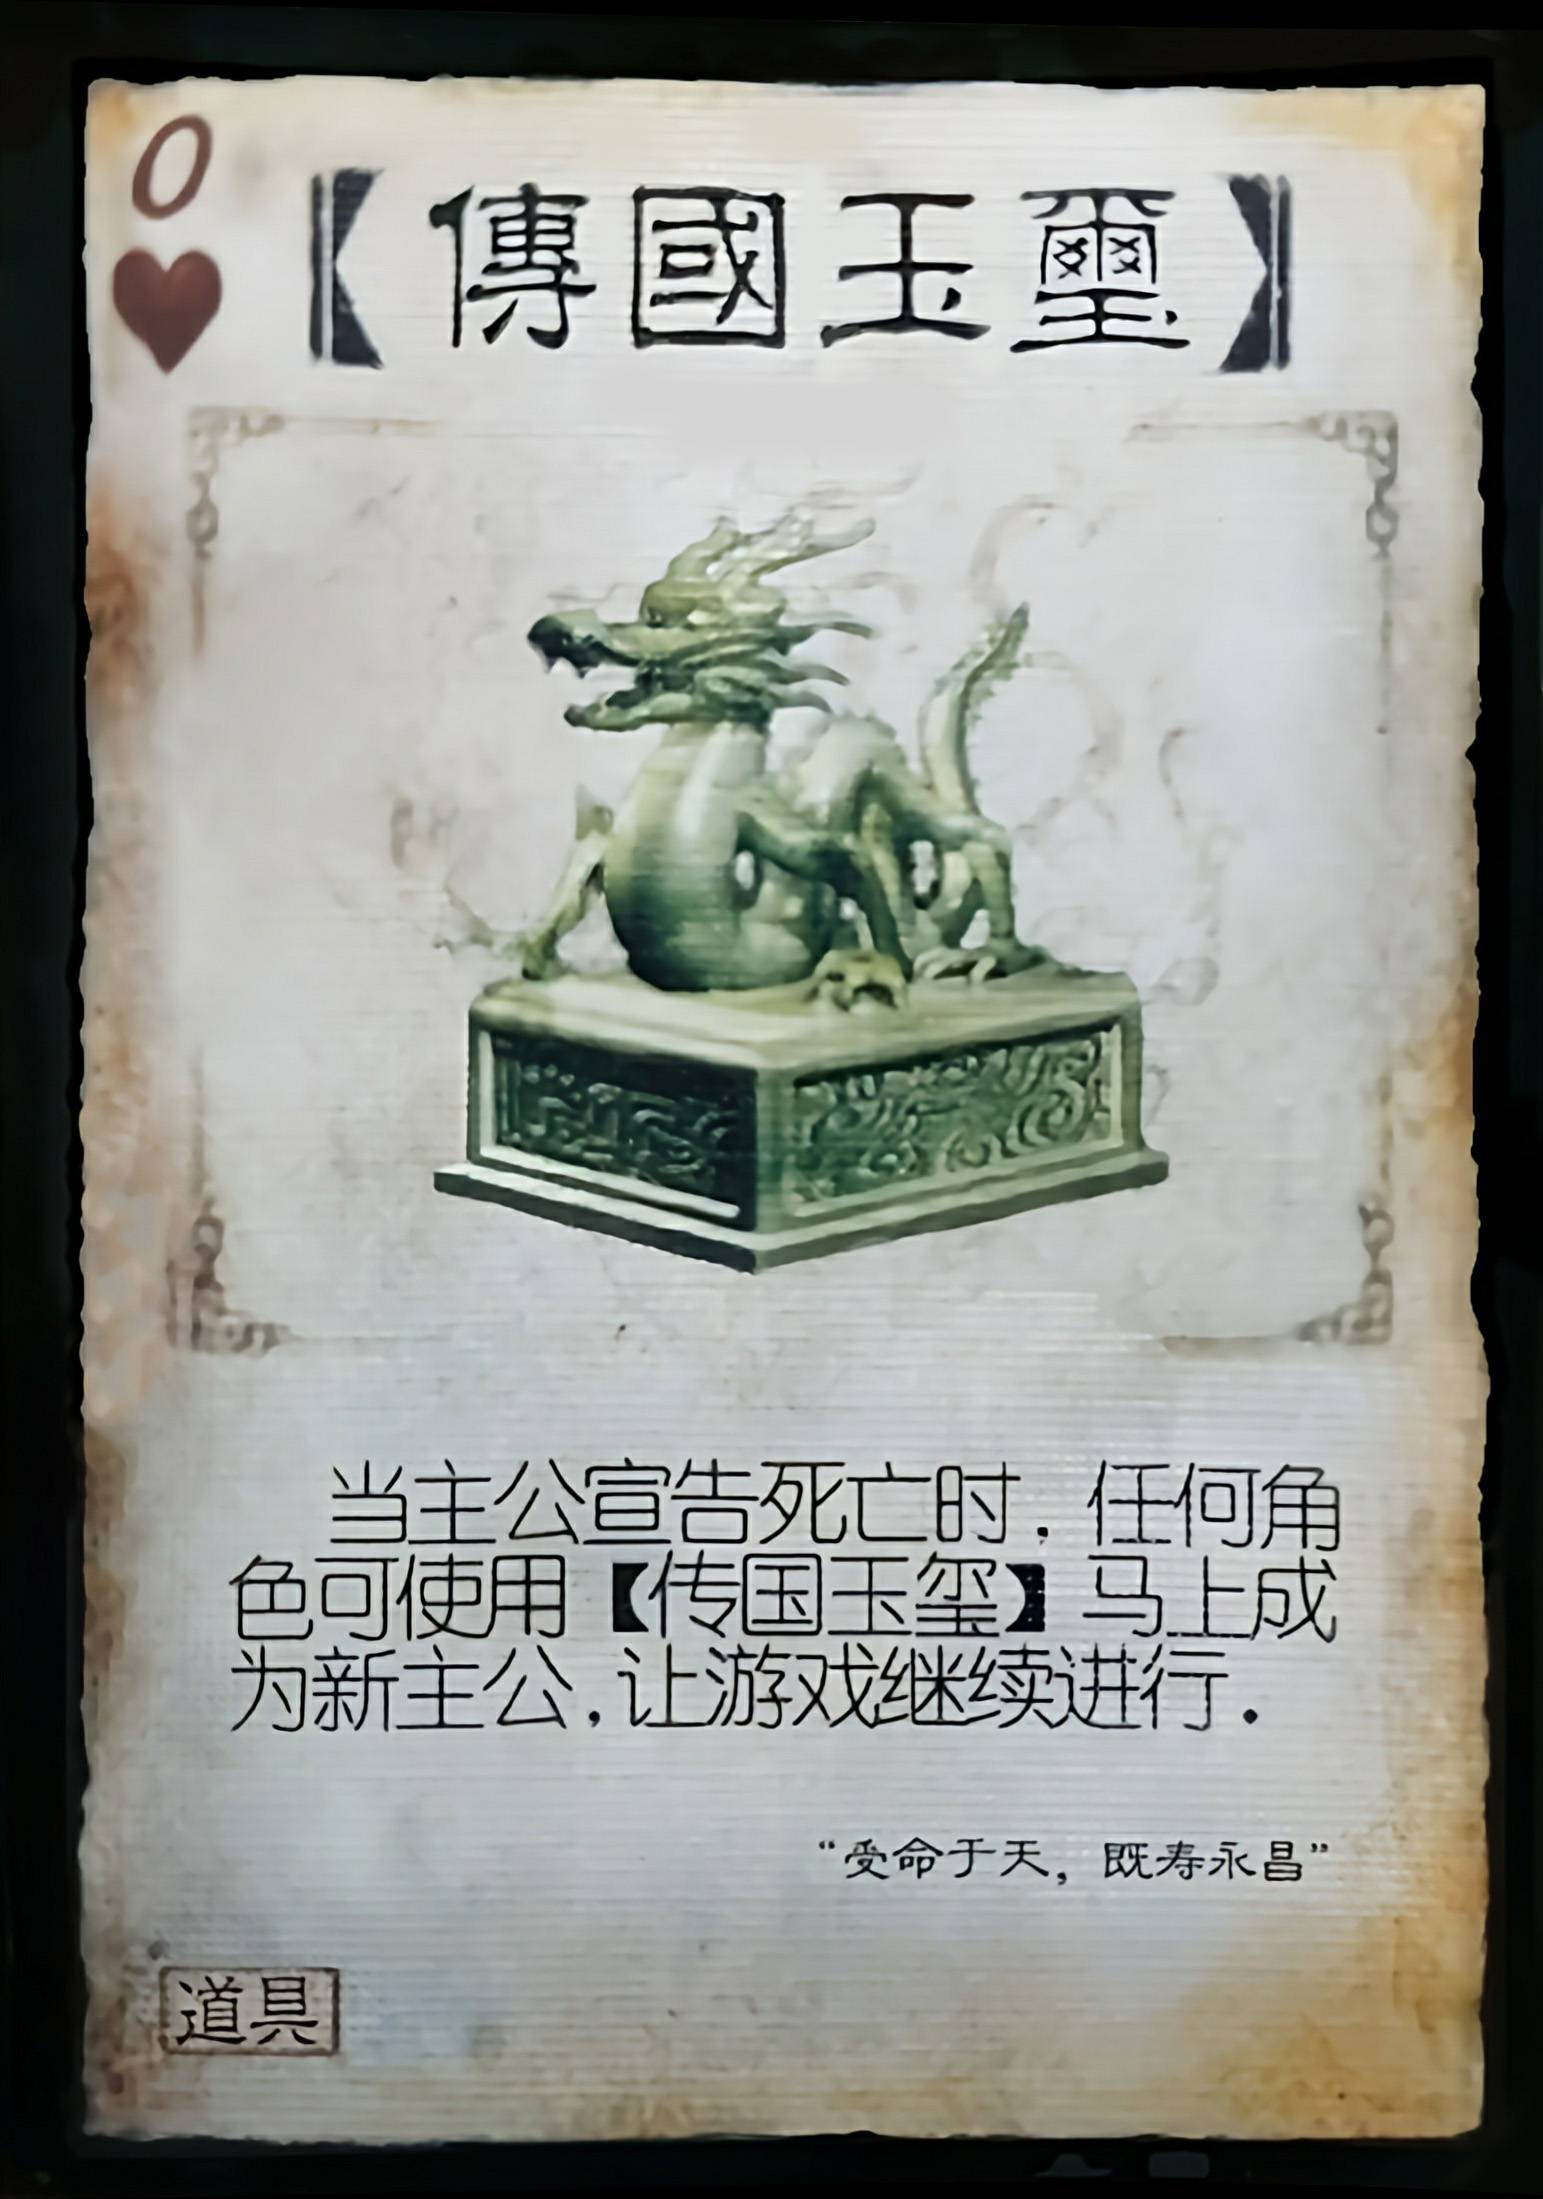 0
【傳國玉璽】
当主公宣告死亡时，任何角
色可使用【传国玉玺】马上成
为新主公，让游戏继续进行.
“受命于天，既寿永昌”
道具